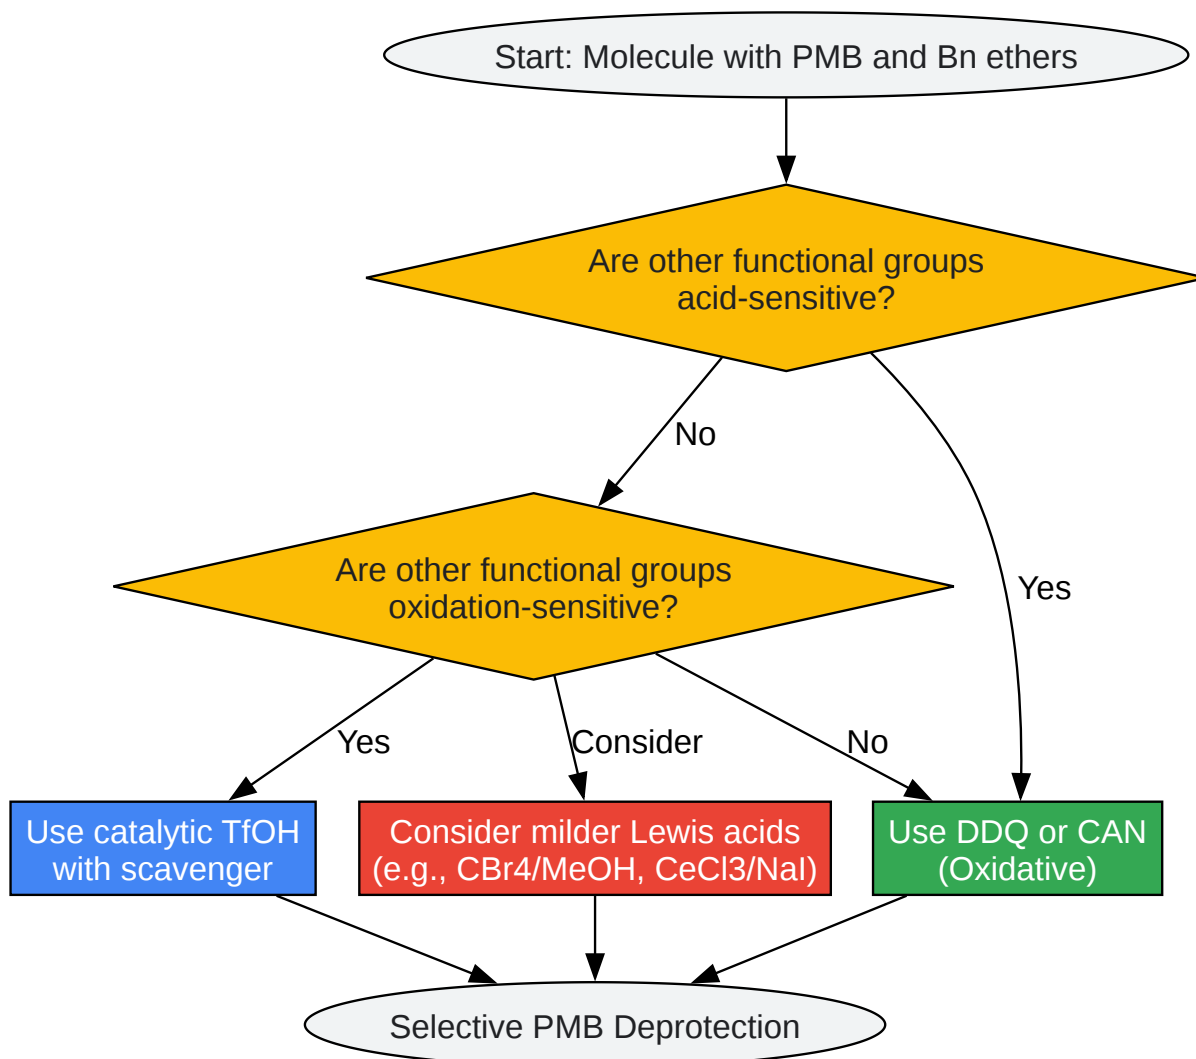 Start: Molecule with PMB and Bn ethers
Are other functional groups
acid-sensitive?
No
Are other functional groups
oxidation-sensitive?
Yes
Yes
Consider
No
Use catalytic TfOH
with scavenger
Consider milder Lewis acids
(e.g., CBr4/MeOH, CeCl3/NaI)
Use DDQ or CAN
(Oxidative)
Selective PMB Deprotection